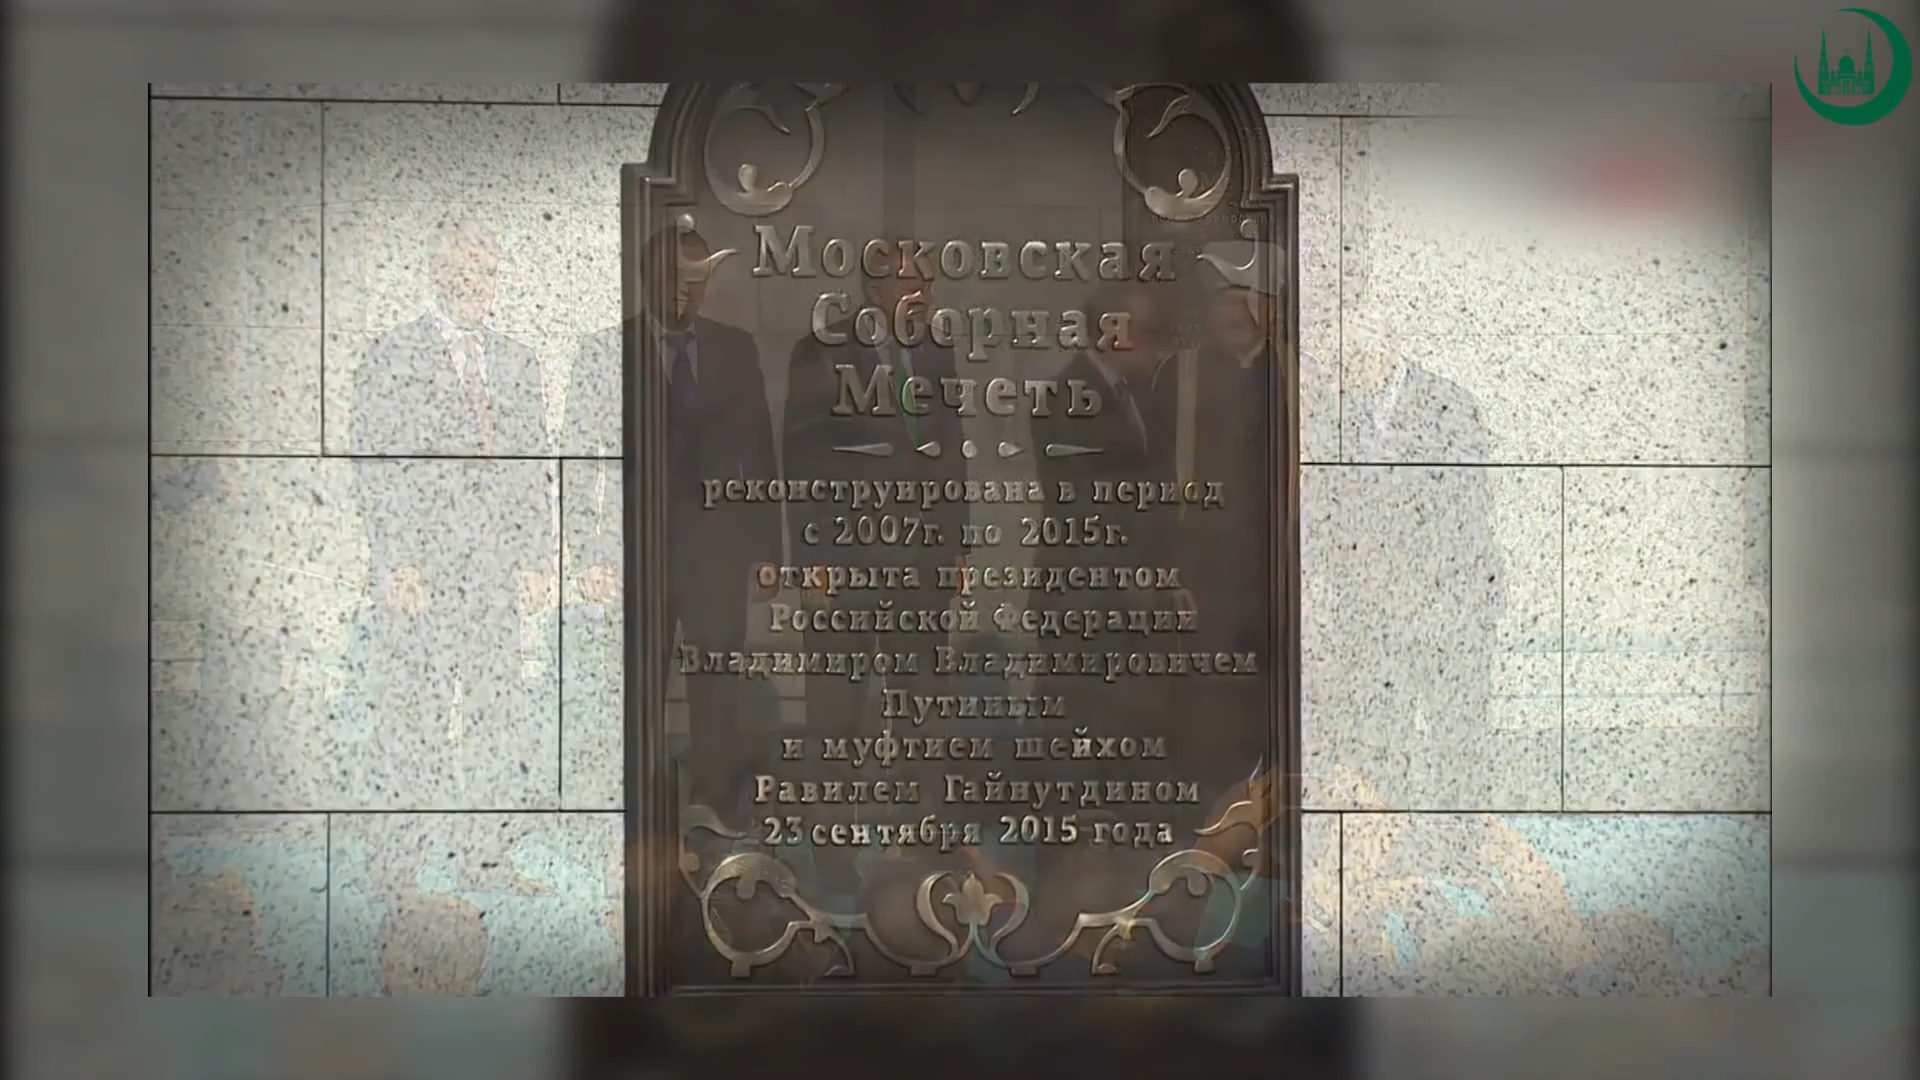 Московская
Соборная
Мечеть
реконструирована в период
с 2007г. по 2015г.
открыта президентом
Российской Федерации
Владимиром Владимировичем
Путиным
и муфтием шейхом
Равилем Гайнутдином
23 сентября 2015 года